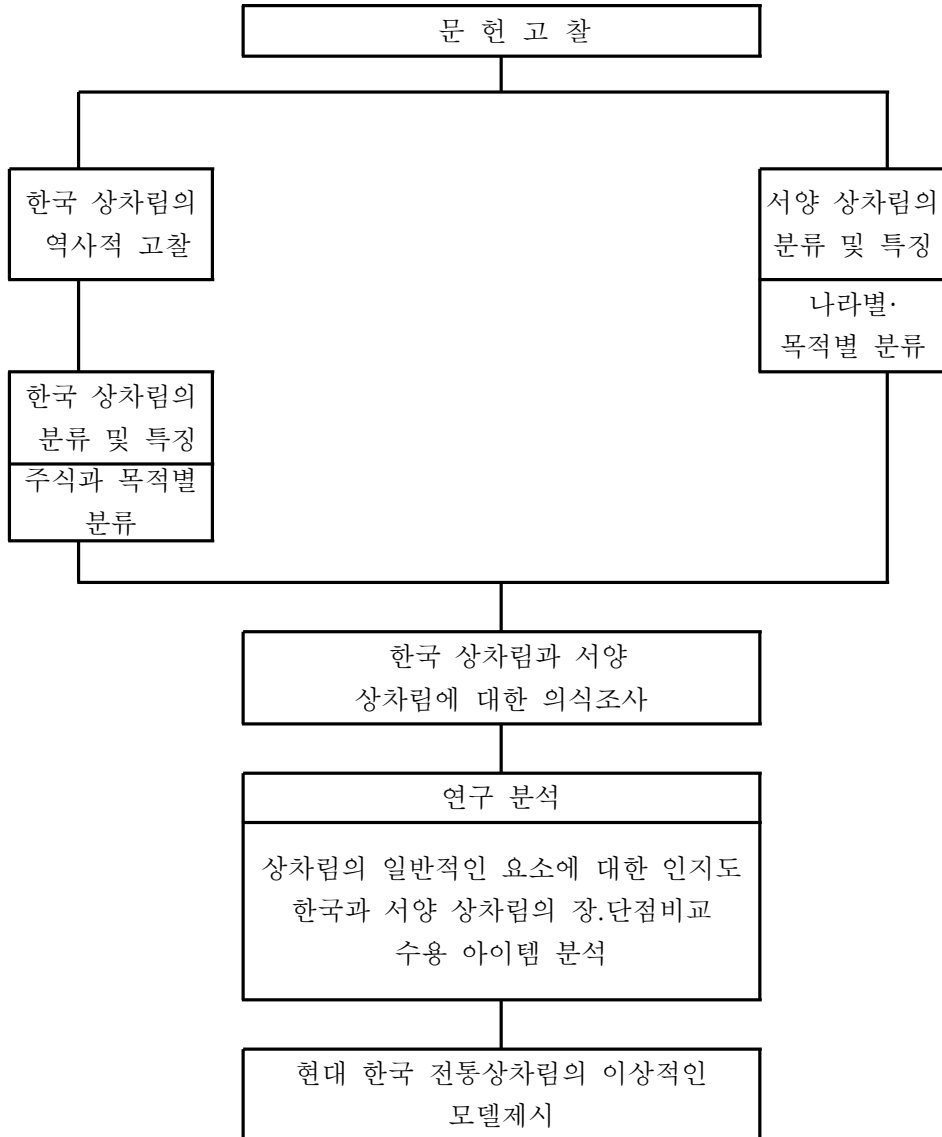 문 헌 고 찰
한국 상차림의
역사적 고찰
서양 상차림의
분류 및 특징
나라별·
목적별 분류
한국 상차림의
분류 및 특징
주식과 목적별
분류
한국 상차림과 서양
상차림에 대한 의식조사
연구 분석
상차림의 일반적인 요소에 대한 인지도
한국과 서양 상차림의 장.단점비교
수용 아이템 분석
현대 한국 전통상차림의 이상적인
모델제시